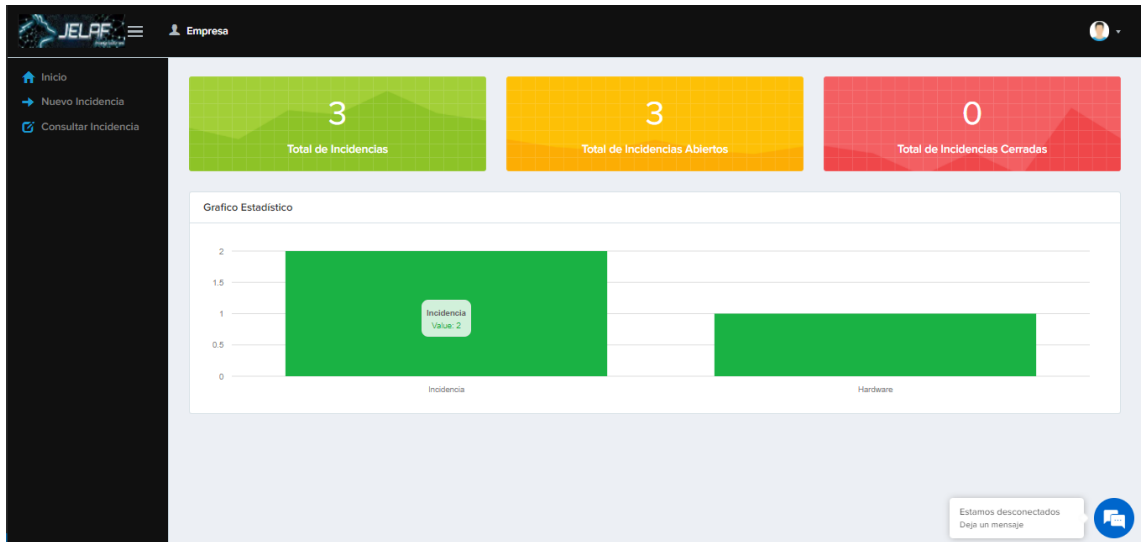 JELAF
Empresa
Inicio
Nuevo Incidencia
Consultar Incidencia
3
Total de Incidencias
3
Total de Incidencias Abiertos
0
Total de Incidencias Cerradas
Grafico Estadístico
2
1.5
1
0.5
0
Incidencia
Value: 2
Incidencia
Hardware
Estamos desconectados
Deja un mensaje